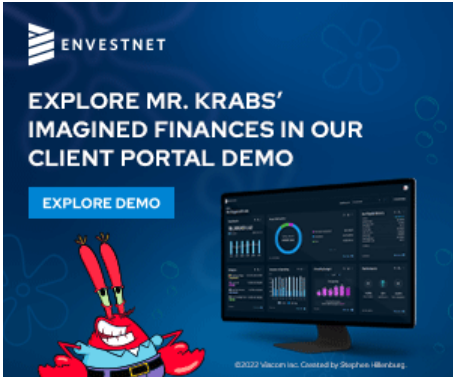 ENVESTNET
EXPLORE MR. KRABS'
IMAGINED FINANCES IN OUR
CLIENT PORTAL DEMO
EXPLORE DEMO
©2022 Viacom Inc. Created by Stephen Hillenburg.